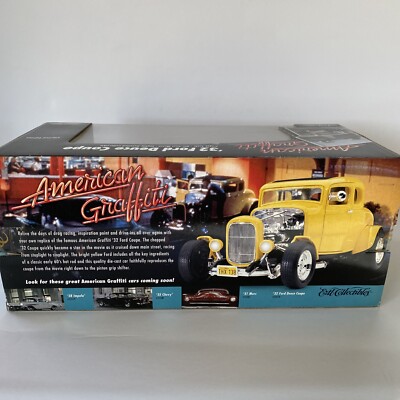 '32 Ford Deuce Coupe
American
Graffiti
American
Graffiti
Relive the days of drag racing, inspiration point and drive-ins all over again with
your own replica of the famous American Graffiti '32 Ford Coupe. The chopped
'32 Coupe quickly became a star in the movie as it cruised down main street, racing
from stoplight to stoplight. The bright yellow Ford includes all the key ingredients
of a classic early 60's hot rod and this quality die-cast car faithfully reproduces the
coupe from the movie right down to the piston grip shifter.
Look for these great American Graffiti cars coming soon!
'58 Impala
'55 Chevy
'51 Merc
'32 Ford Deuce Coupe
Ertl Collectibles